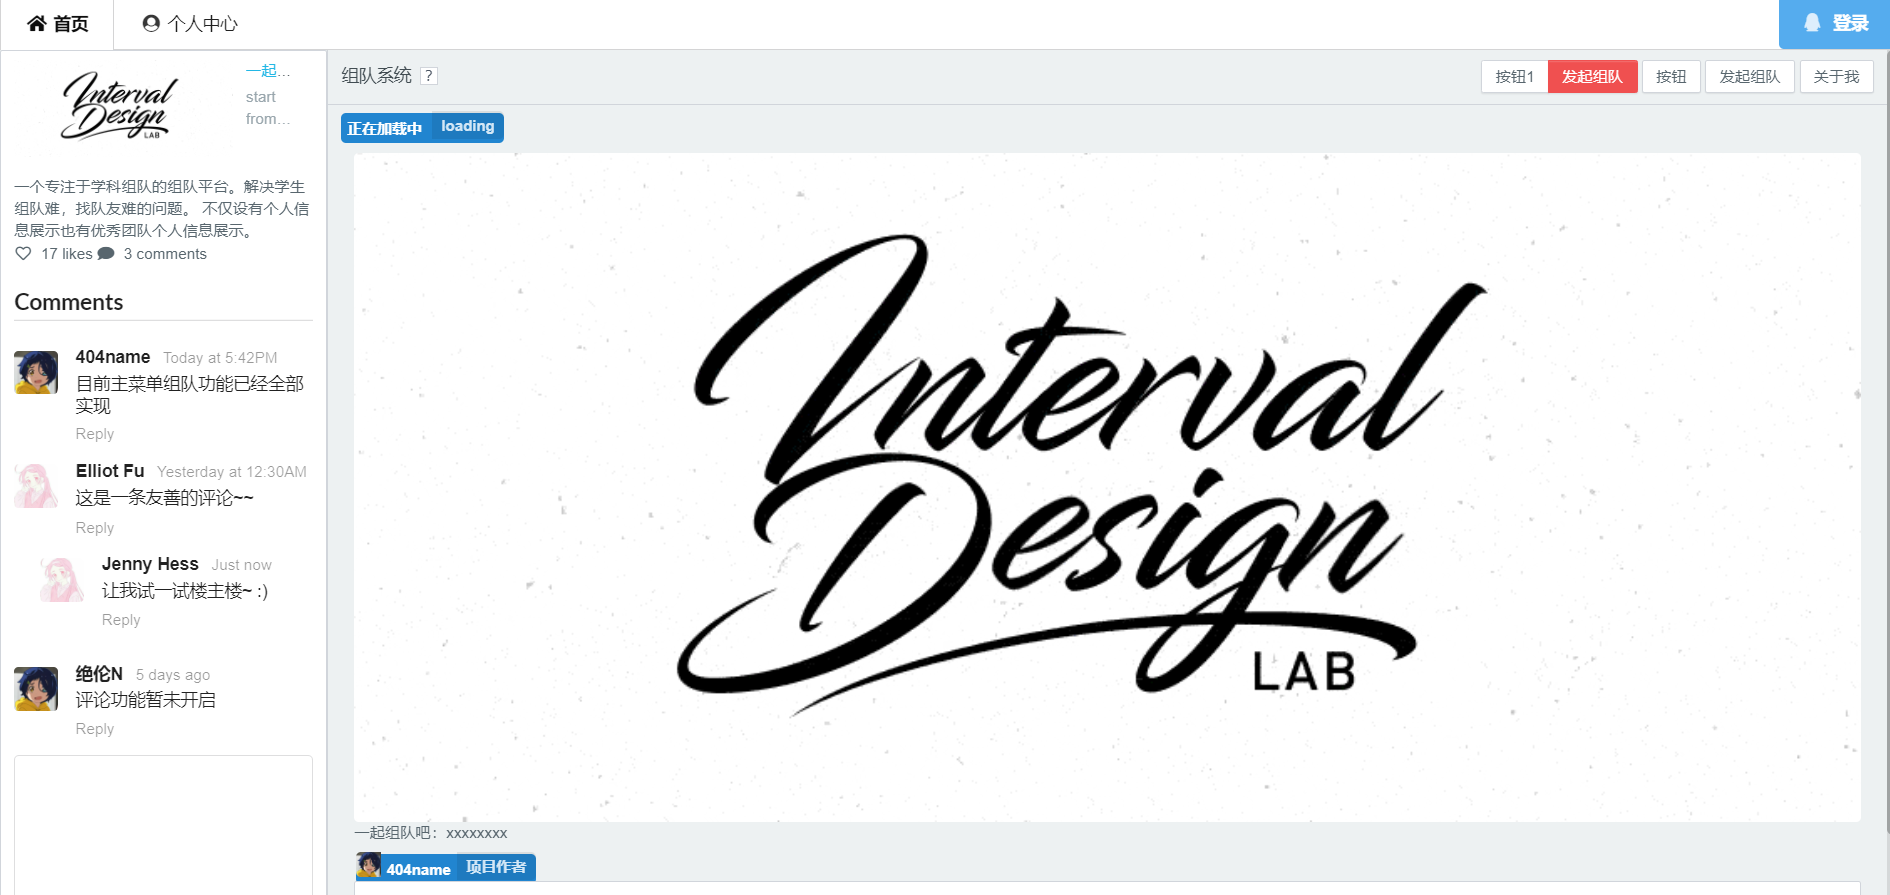 首页
个人中心
登录
Interval
Design
LAB
一起...
start
from...
一个专注于学科组队的组队平台。解决学生
组队难，找队友难的问题。 不仅设有个人信
息展示也有优秀团队个人信息展示。
17 likes 3 comments
Comments
404name Today at 5:42PM
目前主菜单组队功能已经全部
实现
Reply
Elliot Fu Yesterday at 12:30AM
这是一条友善的评论~~
Reply
Jenny Hess Just now
让我试一试楼主楼~ :)
Reply
绝伦N 5 days ago
评论功能暂未开启
Reply
组队系统 ?
按钮1 发起组队 按钮 发起组队 关于我
正在加载中 loading
Interval
Design
LAB
一起组队吧：xxxxxxxx
404name 项目作者